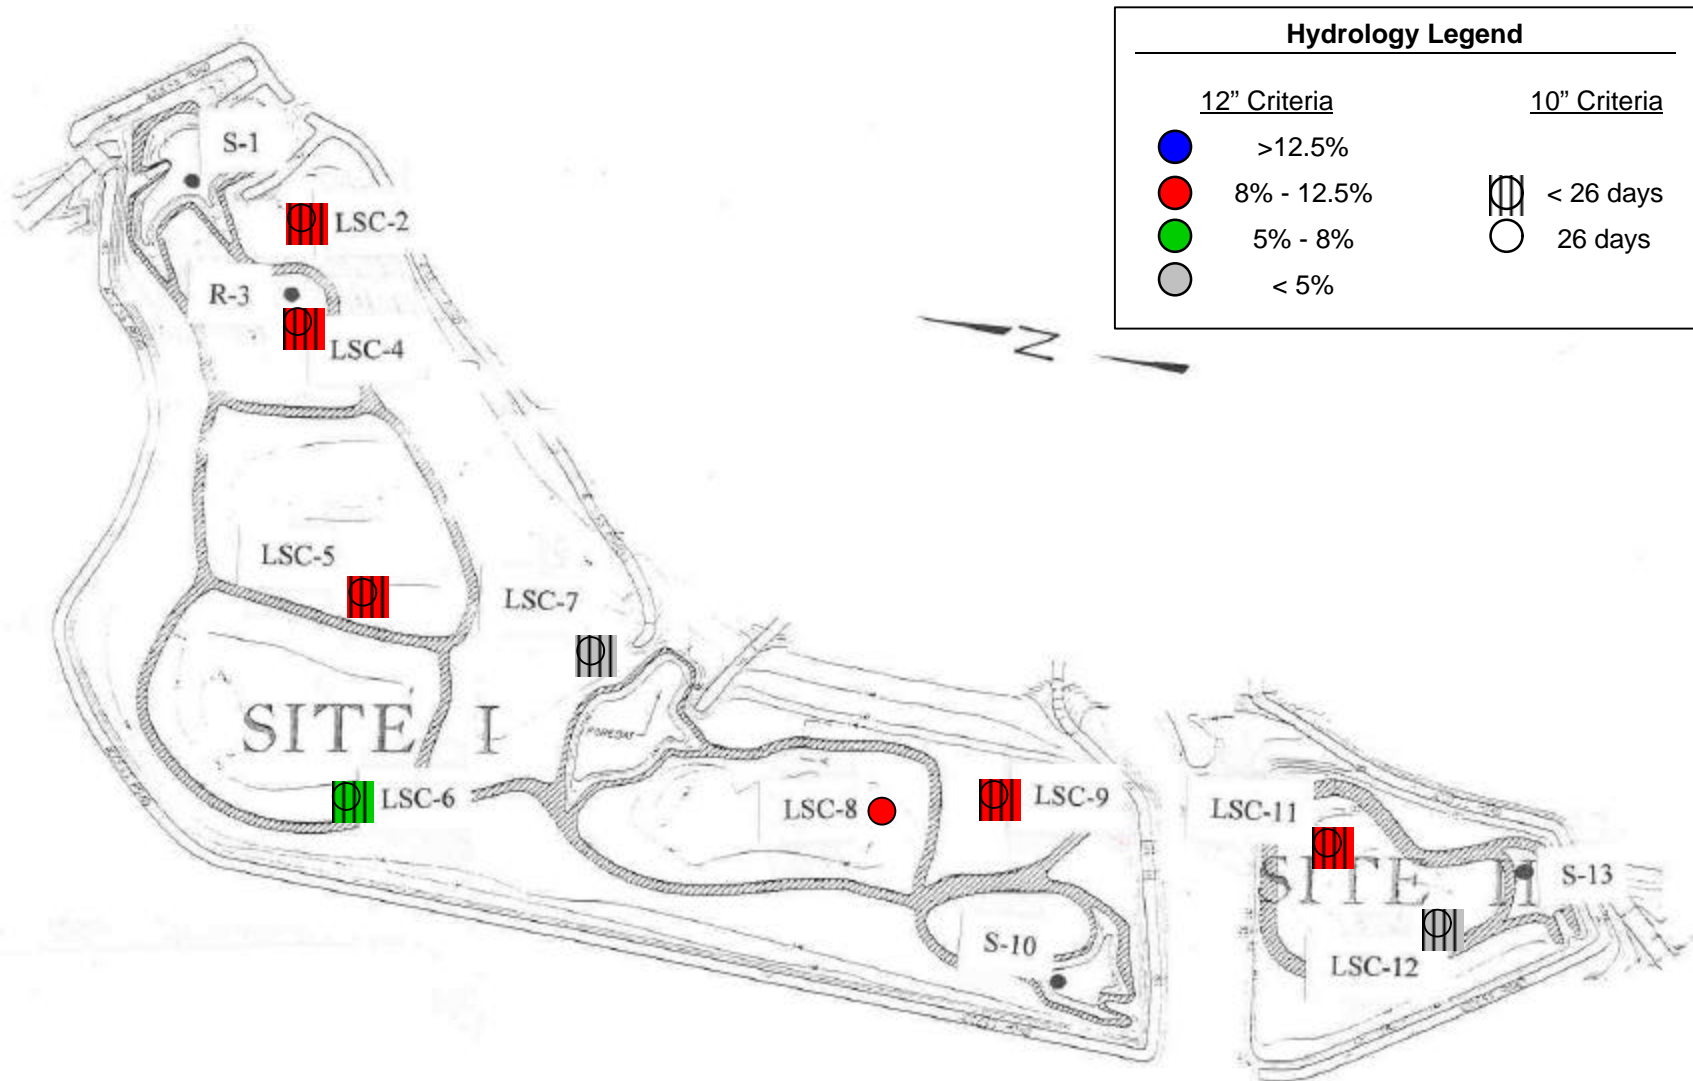 Hydrology Legend
12” Criteria
10” Criteria
>12.5%
8% - 12.5%
< 26 days
5% - 8%
26 days
< 5%
S-1
LSC-2
R-3
LSC-4
N
LSC-5
LSC-7
SITE I
LSC-6
LSC-8
LSC-9
LSC-11
SITE II
S-13
S-10
LSC-12